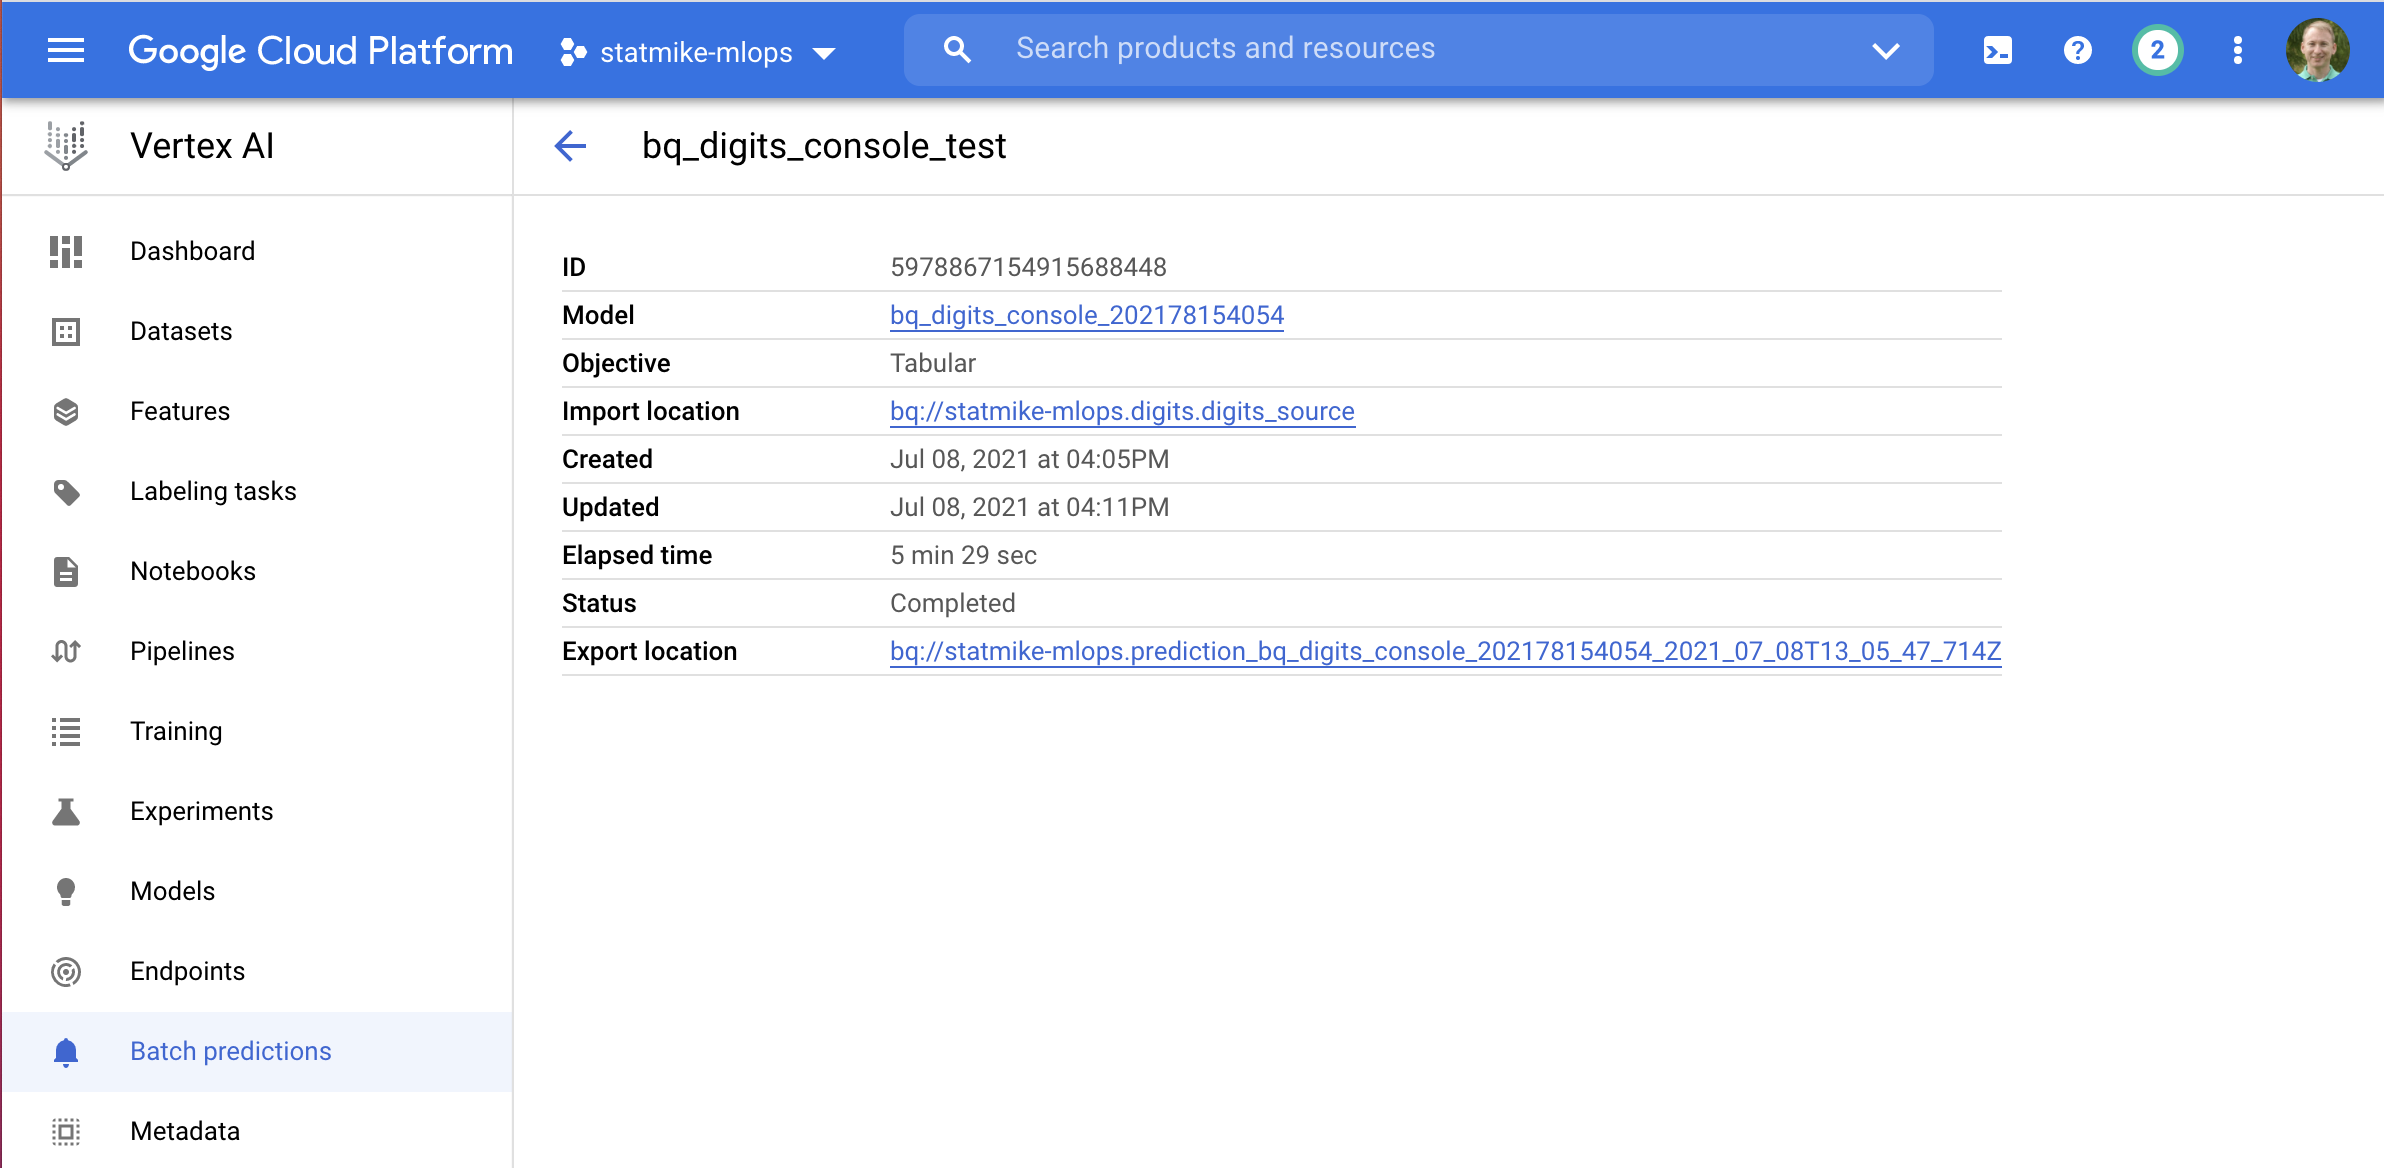 Google Cloud Platform
statmike-mlops
Search products and resources
2
Vertex AI
bq_digits_console_test
Dashboard
Datasets
Features
Labeling tasks
Notebooks
Pipelines
Training
Experiments
Models
Endpoints
Batch predictions
Metadata
ID 5978867154915688448
Model bq_digits_console_202178154054
Objective Tabular
Import location bq://statmike-mlops.digits.digits_source
Created Jul 08, 2021 at 04:05PM
Updated Jul 08, 2021 at 04:11PM
Elapsed time 5 min 29 sec
Status Completed
Export location bq://statmike-mlops.prediction_bq_digits_console_202178154054_2021_07_08T13_05_47_714Z